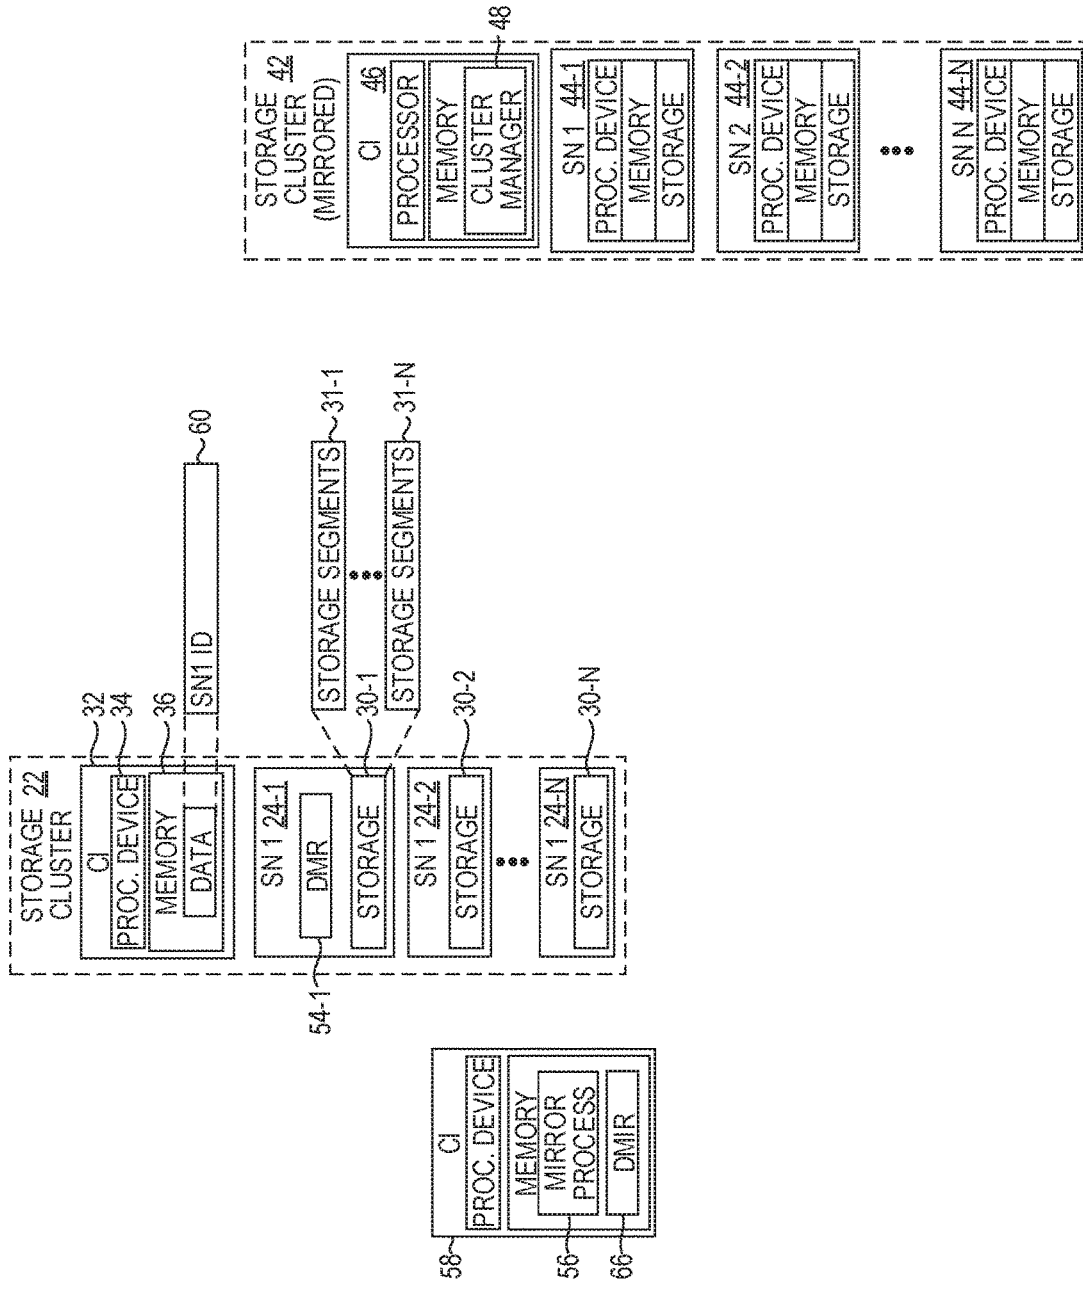 58
CI
PROC. DEVICE
MEMORY
MIRROR
PROCESS
56
DMIR
66
STORAGE 22
CLUSTER
CI
32
PROC. DEVICE
34
MEMORY
36
DATA
SN1 ID
60
SN 1 24-1
DMR
54-1
STORAGE
30-1
STORAGE SEGMENTS
31-1
STORAGE SEGMENTS
31-N
SN 1 24-2
STORAGE
30-2
SN 1 24-N
STORAGE
30-N
STORAGE
CLUSTER 42
(MIRRORED)
CI 46
PROCESSOR
MEMORY
CLUSTER
MANAGER
48
SN 1 44-1
PROC. DEVICE
MEMORY
STORAGE
SN 2 44-2
PROC. DEVICE
MEMORY
STORAGE
SN N 44-N
PROC. DEVICE
MEMORY
STORAGE